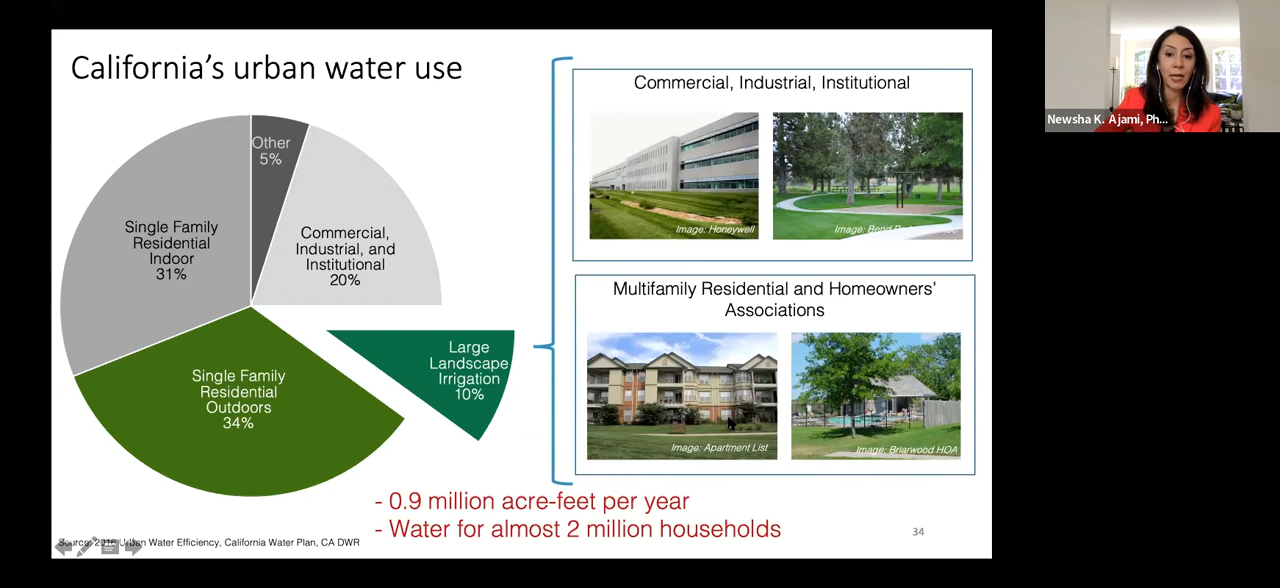 California's urban water use
Other
5%
Commercial,
Industrial, and
Institutional
20%
Single Family
Residential
Indoor
31%
Large
Landscape
Irrigation
10%
Single Family
Residential
Outdoors
34%
Commercial, Industrial, Institutional
Image: Honeywell
Image: Bend
Multifamily Residential and Homeowners'
Associations
Image: Apartment List
Image: Briarwood HOA
- 0.9 million acre-feet per year
- Water for almost 2 million households
Source: Urban Water Efficiency, California Water Plan, CA DWR
34
Newsha K. Ajami, Ph...